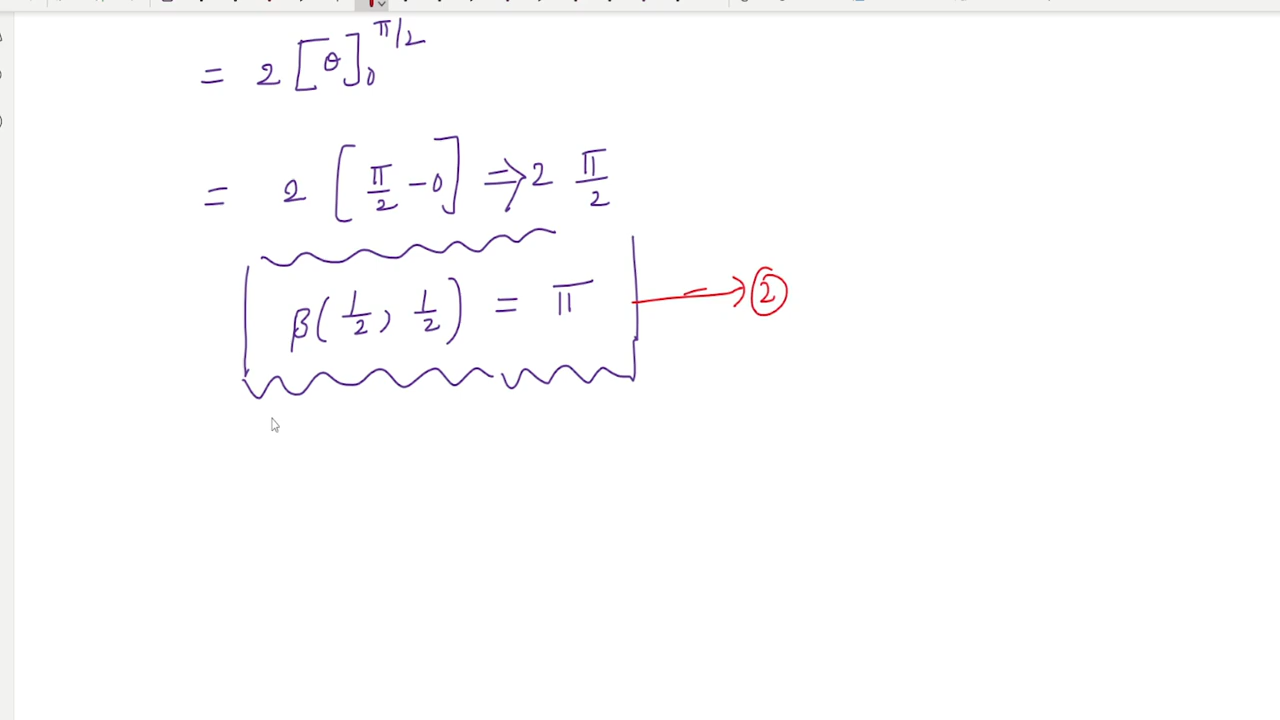 = 2 [θ]₀^π/2
= 2 [π/2 - 0] ⇒ 2 π/2
β(1/2, 1/2) = π → ②